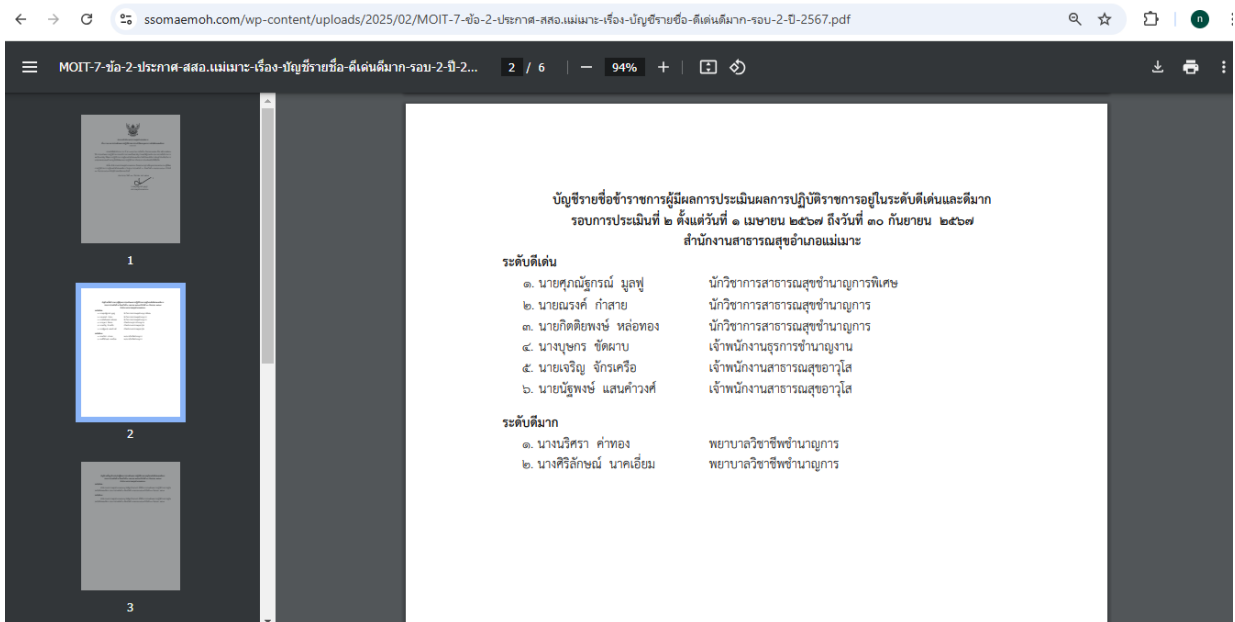 ssomaemoh.com/wp-content/uploads/2025/02/MOIT-7-ข้อ-2-ประกาศ-สสอ.แม่เมาะ-เรื่อง-บัญชีรายชื่อ-ดีเด่นดีมาก-รอบ-2-ปี-2567.pdf
n
MOIT-7-ข้อ-2-ประกาศ-สสอ.แม่เมาะ-เรื่อง-บัญชีรายชื่อ-ดีเด่นดีมาก-รอบ-2-ปี-2...
2 / 6
94%
1
2
3
บัญชีรายชื่อข้าราชการผู้มีผลการประเมินผลการปฏิบัติราชการอยู่ในระดับดีเด่นและดีมาก
รอบการประเมินที่ ๒ ตั้งแต่วันที่ ๑ เมษายน ๒๕๖๗ ถึงวันที่ ๓๐ กันยายน ๒๕๖๗
สำนักงานสาธารณสุขอำเภอแม่เมาะ
ระดับดีเด่น
๑. นายศุภณัฐกรณ์ มูลฟู นักวิชาการสาธารณสุขชำนาญการพิเศษ
๒. นายณรงค์ กำสาย นักวิชาการสาธารณสุขชำนาญการ
๓. นายกิตติยพงษ์ หล่อทอง นักวิชาการสาธารณสุขชำนาญการ
๔. นางบุษกร ขัดผาบ เจ้าพนักงานธุรการชำนาญงาน
๕. นายเจริญ จักรเครือ เจ้าพนักงานสาธารณสุขอาวุโส
๖. นายนัฐพงษ์ แสนคำวงศ์ เจ้าพนักงานสาธารณสุขอาวุโส
ระดับดีมาก
๑. นางนริศรา ค่าทอง พยาบาลวิชาชีพชำนาญการ
๒. นางศิริลักษณ์ นาคเอี่ยม พยาบาลวิชาชีพชำนาญการ